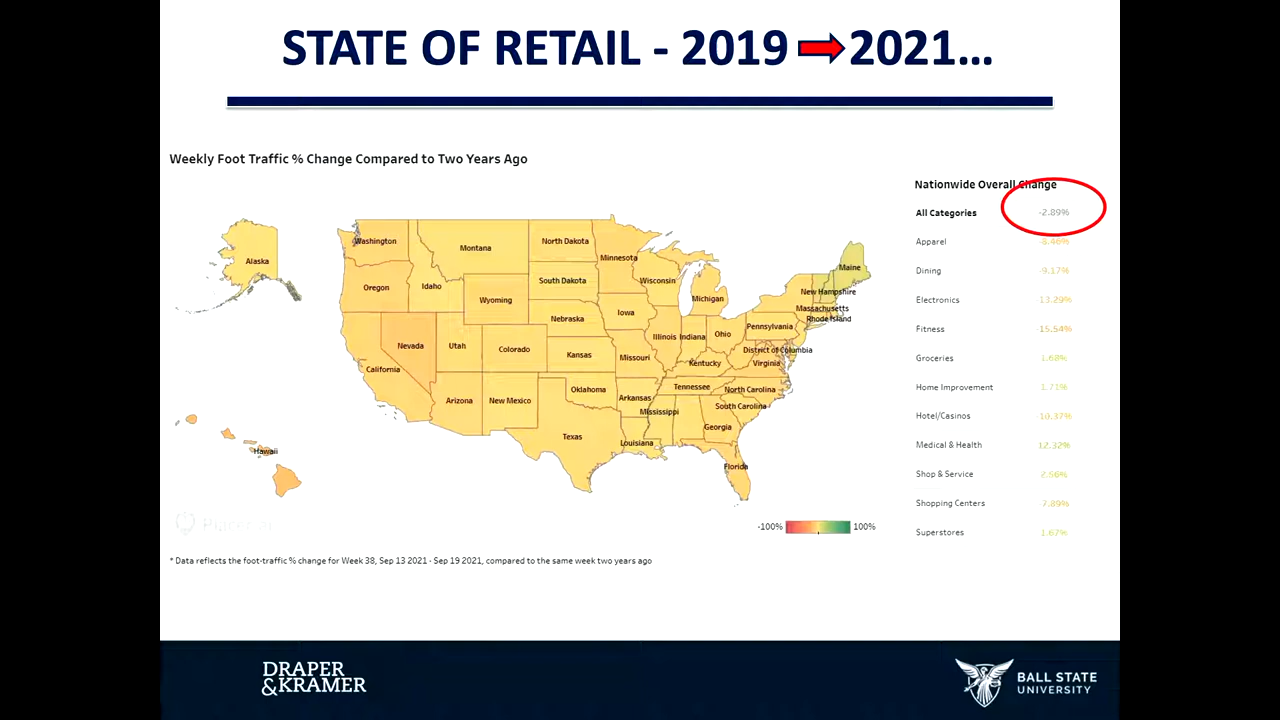 STATE OF RETAIL - 2019 2021...
Weekly Foot Traffic % Change Compared to Two Years Ago
Nationwide Overall Change
All Categories -2.89%
Apparel
Dining -9.17%
Electronics 13.29%
Fitness -15.54%
Groceries 1.68%
Home Improvement 1.71%
Hotel/Casinos -10.37%
Medical & Health 12.32%
Shop & Service 2.56%
Shopping Centers
Superstores 1.67%
Alaska
Washington
Montana
North Dakota
Minnesota
Maine
Oregon
Idaho
Wyoming
South Dakota
Wisconsin
Michigan
New Hampshire
Massachusetts
Rhode Island
Nebraska
Iowa
Pennsylvania
Nevada
Utah
Colorado
Kansas
Missouri
Illinois
Indiana
Ohio
District of Columbia
Virginia
Kentucky
California
Arizona
New Mexico
Oklahoma
Arkansas
Tennessee
North Carolina
South Carolina
Mississippi
Georgia
Texas
Louisiana
Florida
Hawaii
-100% 100%
* Data reflects the foot-traffic % change for Week 38, Sep 13 2021 - Sep 19 2021, compared to the same week two years ago
DRAPER
&KRAMER
BALL STATE
UNIVERSITY